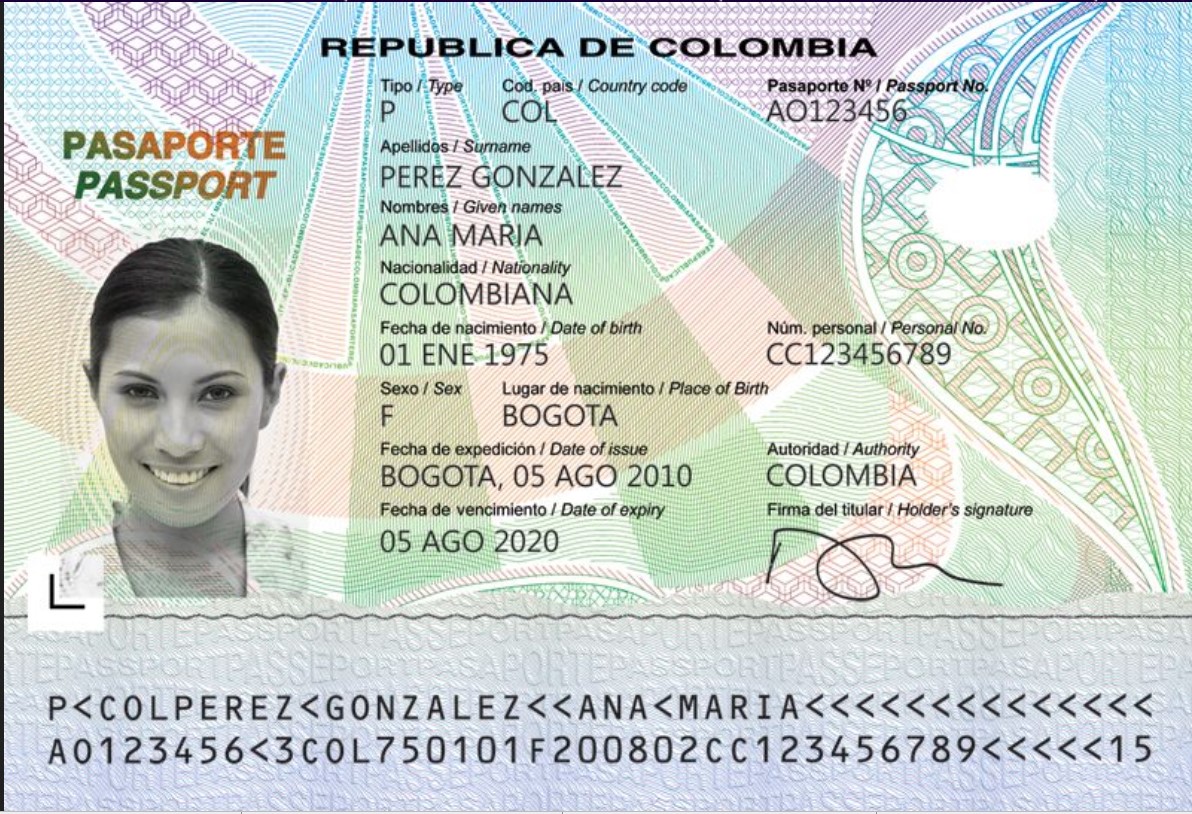 REPUBLICA DE COLOMBIA
Tipo / Type Cod. país / Country code Pasaporte Nº / Passport No.
P COL AO123456
PASAPORTE
PASSPORT
Apellidos / Surname
PEREZ GONZALEZ
Nombres / Given names
ANA MARIA
Nacionalidad / Nationality
COLOMBIANA
Fecha de nacimiento / Date of birth Núm. personal / Personal No.
01 ENE 1975 CC123456789
Sexo / Sex Lugar de nacimiento / Place of Birth
F BOGOTA
Fecha de expedición / Date of issue Autoridad / Authority
BOGOTA, 05 AGO 2010 COLOMBIA
Fecha de vencimiento / Date of expiry Firma del titular / Holder's signature
05 AGO 2020
P<COLPEREZ<GONZALEZ<<ANA<MARIA<<<<<<<<<<<<<<
AO123456<3COL750101F200802CC123456789<<<<<15